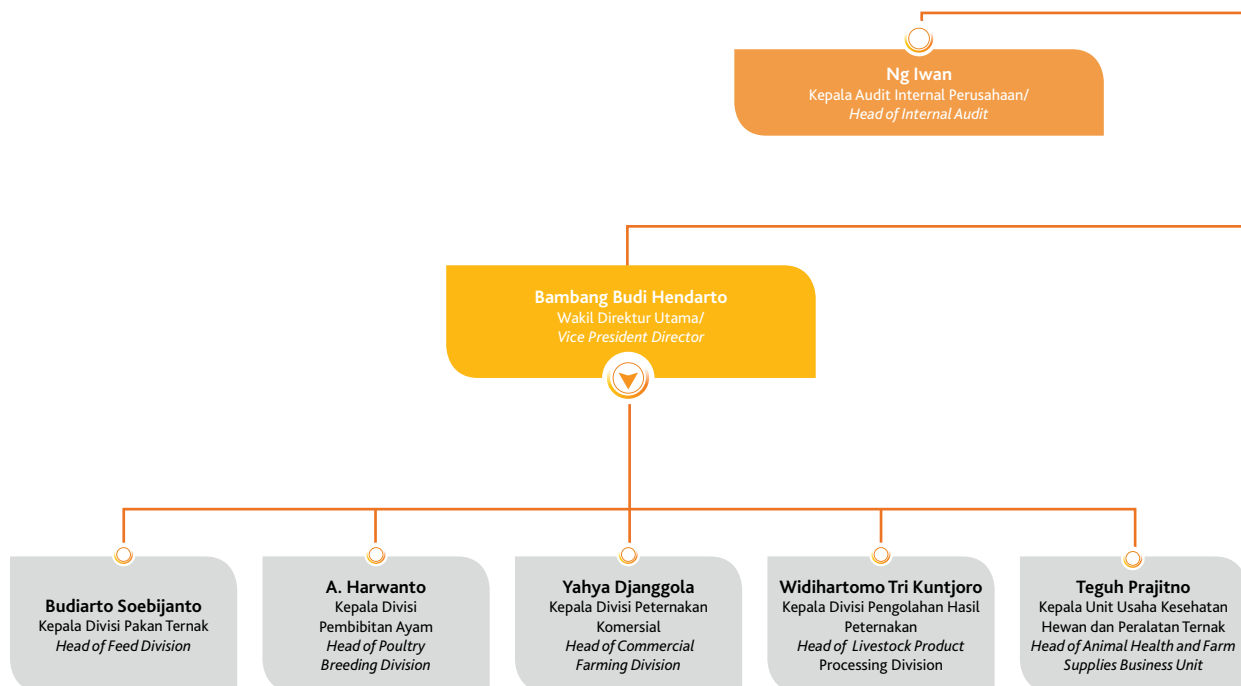 Ng Iwan
Kepala Audit Internal Perusahaan/
Head of Internal Audit
Bambang Budi Hendarto
Wakil Direktur Utama/
Vice President Director
Budiarto Soebijanto
Kepala Divisi Pakan Ternak
Head of Feed Division
A. Harwanto
Kepala Divisi
Pembibitan Ayam
Head of Poultry
Breeding Division
Yahya Djanggola
Kepala Divisi Peternakan
Komersial
Head of Commercial
Farming Division
Widihartomo Tri Kuntjoro
Kepala Divisi Pengolahan Hasil
Peternakan
Head of Livestock Product
Processing Division
Teguh Prajitno
Kepala Unit Usaha Kesehatan
Hewan dan Peralatan Ternak
Head of Animal Health and Farm
Supplies Business Unit